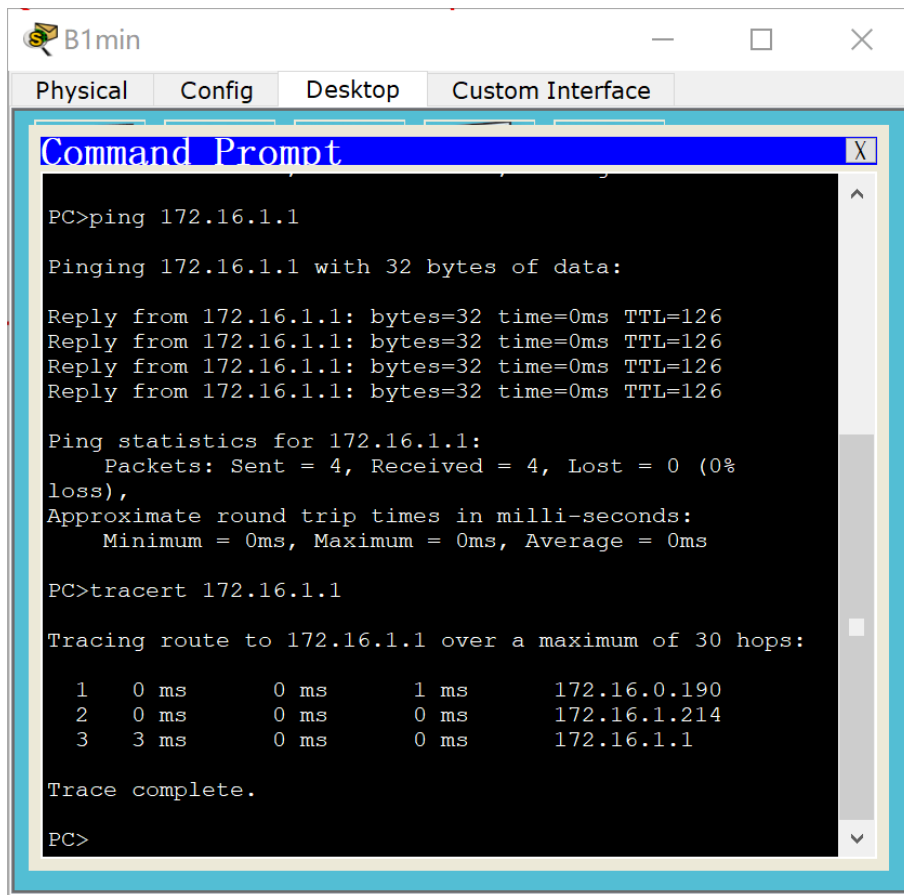 B1min
Physical Config Desktop Custom Interface
Command Prompt X
PC>ping 172.16.1.1
Pinging 172.16.1.1 with 32 bytes of data:
Reply from 172.16.1.1: bytes=32 time=0ms TTL=126
Reply from 172.16.1.1: bytes=32 time=0ms TTL=126
Reply from 172.16.1.1: bytes=32 time=0ms TTL=126
Reply from 172.16.1.1: bytes=32 time=0ms TTL=126
Ping statistics for 172.16.1.1:
Packets: Sent = 4, Received = 4, Lost = 0 (0%
loss),
Approximate round trip times in milli-seconds:
Minimum = 0ms, Maximum = 0ms, Average = 0ms
PC>tracert 172.16.1.1
Tracing route to 172.16.1.1 over a maximum of 30 hops:
1 0 ms 0 ms 1 ms 172.16.0.190
2 0 ms 0 ms 0 ms 172.16.1.214
3 3 ms 0 ms 0 ms 172.16.1.1
Trace complete.
PC>